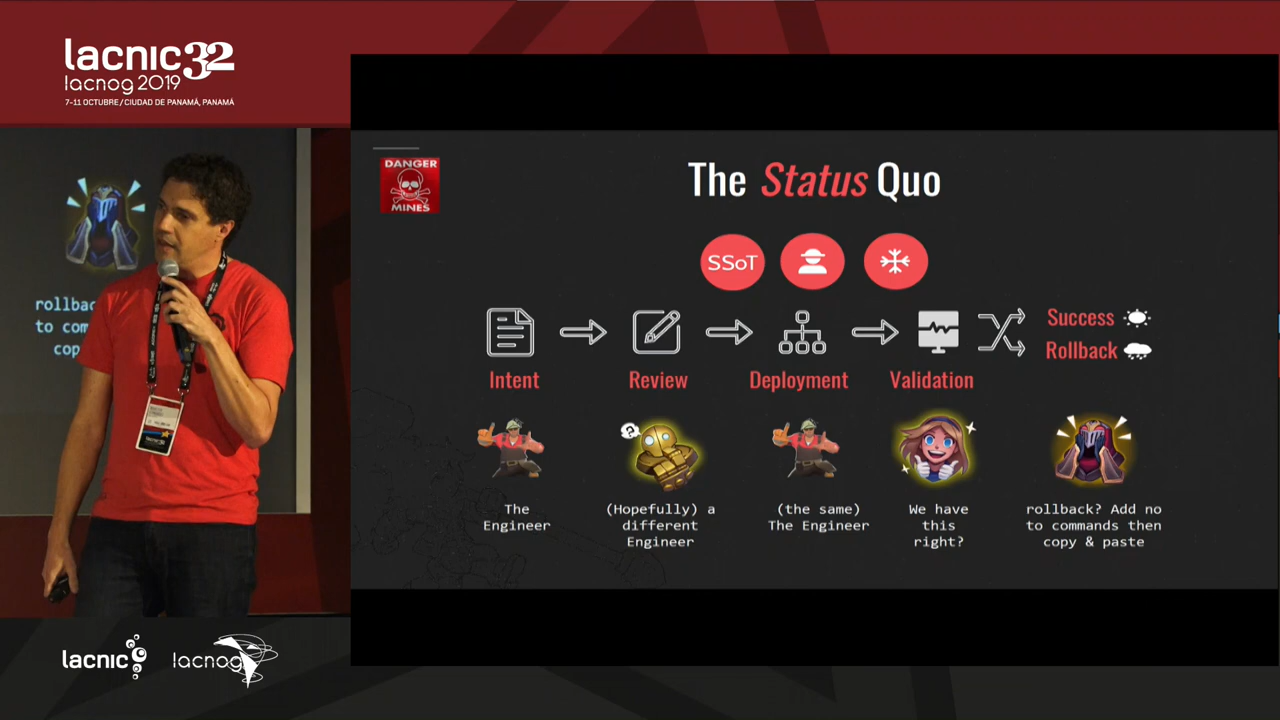 lacnic32
lacnog 2019
7-11 OCTUBRE / CIUDAD DE PANAMÁ, PANAMÁ
rollbac
to com
cop
lacnic
lacnic
lacnog
DANGER
MINES
The Status Quo
SSoT
Success
Rollback
Intent
Review
Deployment
Validation
?
The
Engineer
(Hopefully) a
different
Engineer
(the same)
The Engineer
We have
this
right?
rollback? Add no
to commands then
copy & paste